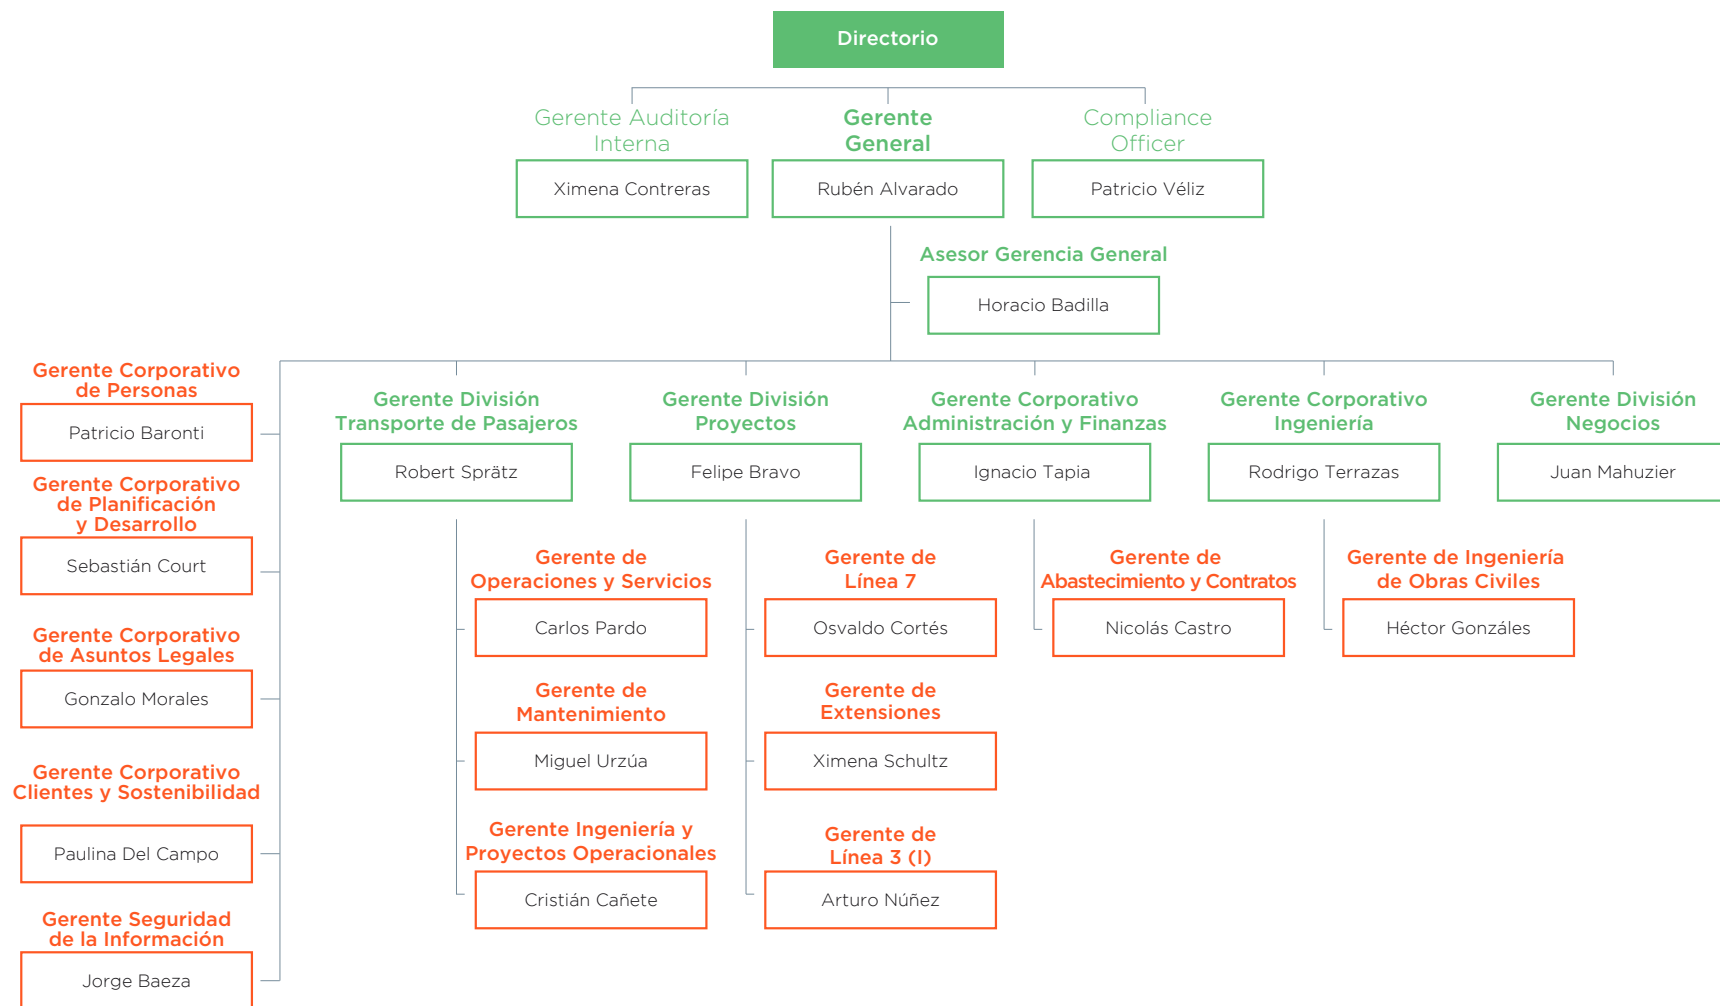 Directorio
Gerente Auditoría
Interna
Ximena Contreras
Gerente
General
Rubén Alvarado
Compliance
Officer
Patricio Véliz
Asesor Gerencia General
Horacio Badilla
Gerente Corporativo
de Personas
Patricio Baronti
Gerente Corporativo
de Planificación
y Desarrollo
Sebastián Court
Gerente Corporativo
de Asuntos Legales
Gonzalo Morales
Gerente Corporativo
Clientes y Sostenibilidad
Paulina Del Campo
Gerente Seguridad
de la Información
Jorge Baeza
Gerente División
Transporte de Pasajeros
Robert Sprätz
Gerente de
Operaciones y Servicios
Carlos Pardo
Gerente de
Mantenimiento
Miguel Urzúa
Gerente Ingeniería y
Proyectos Operacionales
Cristián Cañete
Gerente División
Proyectos
Felipe Bravo
Gerente de
Línea 7
Osvaldo Cortés
Gerente de
Extensiones
Ximena Schultz
Gerente de
Línea 3 (I)
Arturo Núñez
Gerente Corporativo
Administración y Finanzas
Ignacio Tapia
Gerente de
Abastecimiento y Contratos
Nicolás Castro
Gerente Corporativo
Ingeniería
Rodrigo Terrazas
Gerente de Ingeniería
de Obras Civiles
Héctor Gonzáles
Gerente División
Negocios
Juan Mahuzier